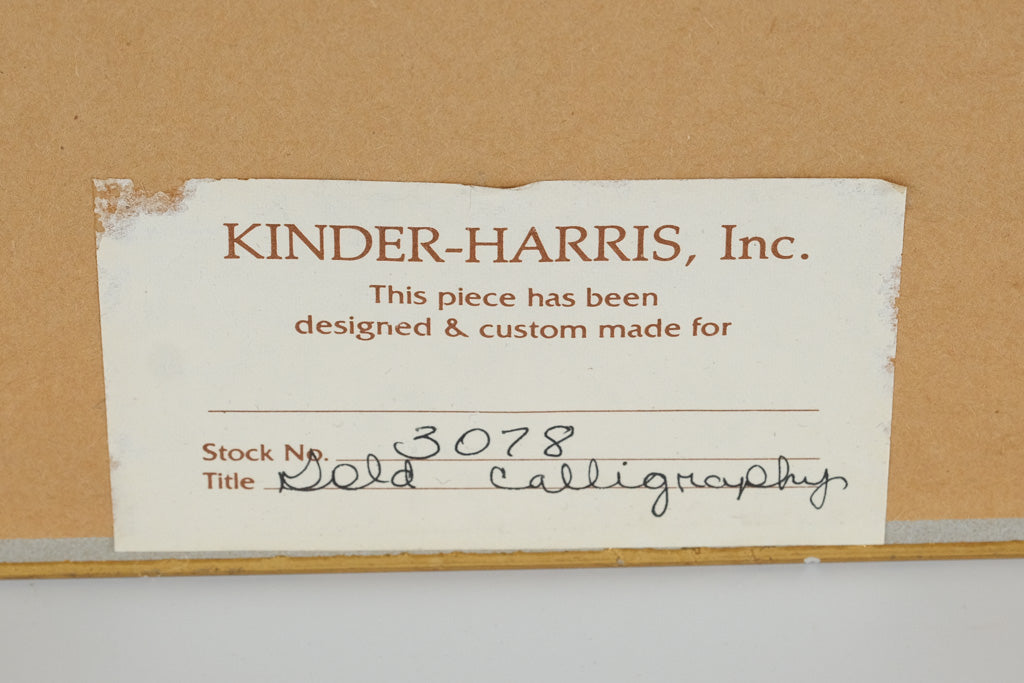 KINDER-HARRIS, Inc.
This piece has been
designed & custom made for
Stock No. 3078
Title Gold Calligraphy